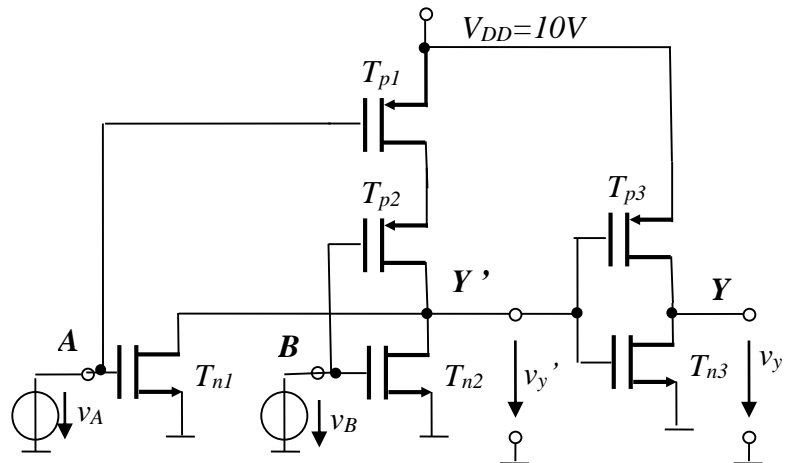 V_DD=10V
T_p1
T_p2
T_p3
Y '
Y
A
B
T_n1
T_n2
T_n3
v_A
v_B
v_y'
v_y